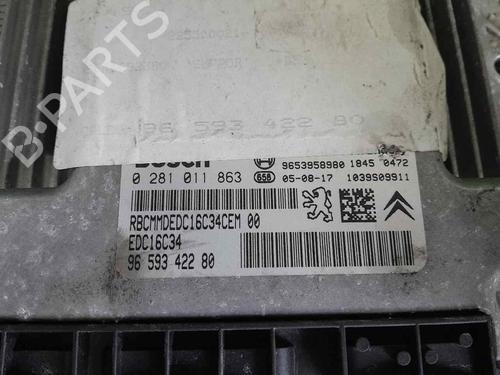 B-PARTS
96 593 422 80
BOSCH
9653958980 1845 0472
0 281 011 863
658
05-08-17
1039S09911
RBCMMDEDC16C34CEM 00
EDC16C34
96 593 422 80